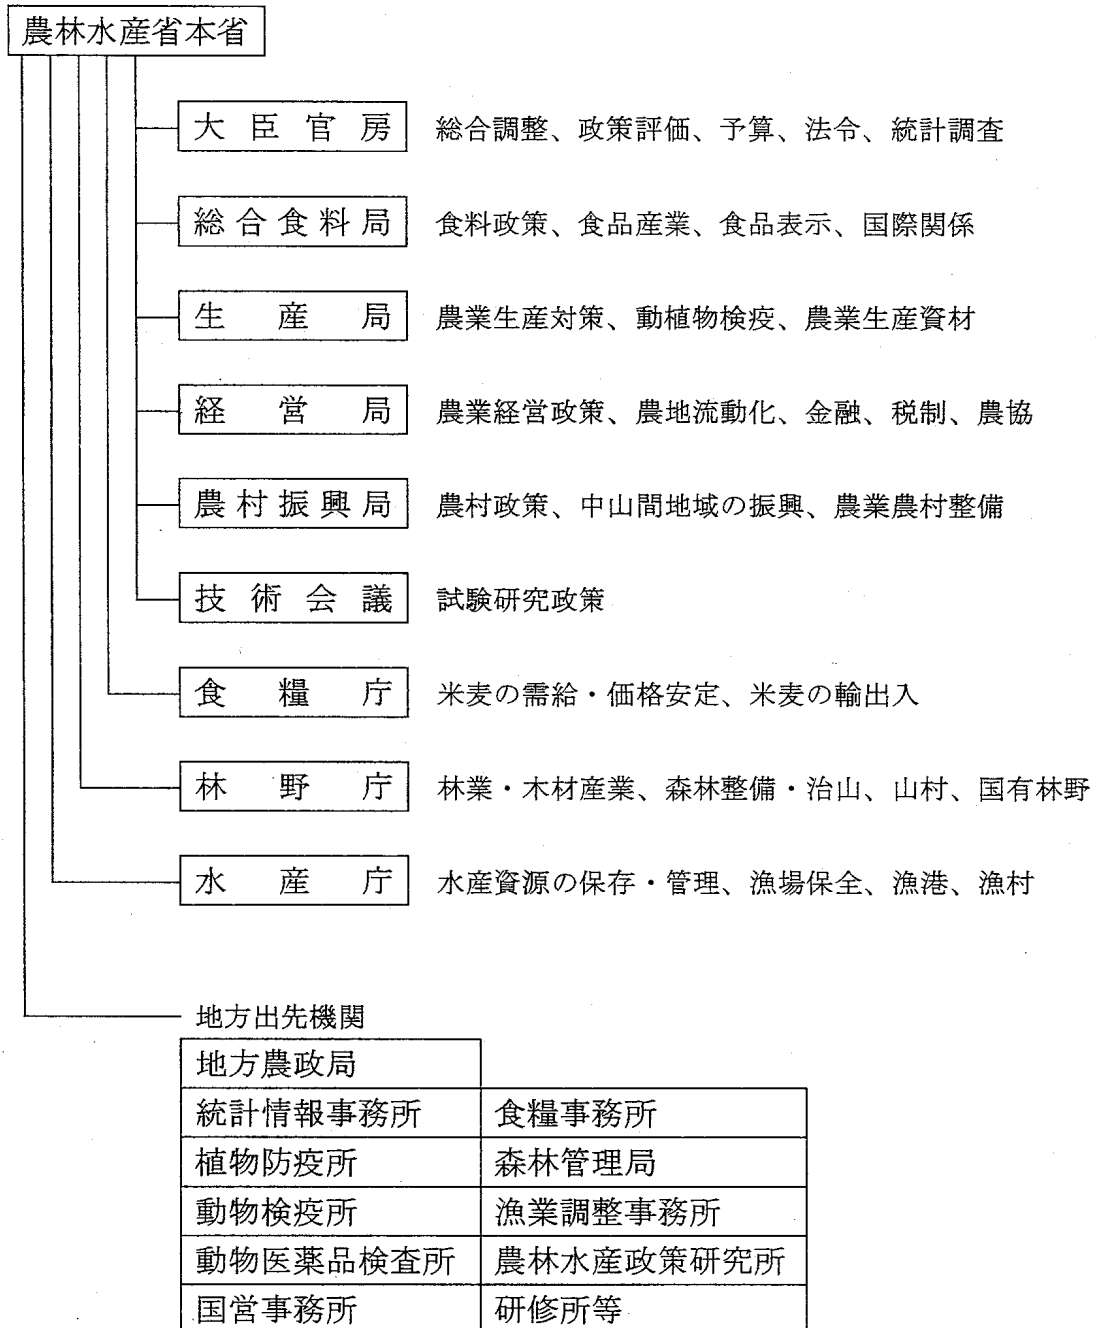 農林水産省本省
大臣官房 総合調整、政策評価、予算、法令、統計調査
総合食料局 食料政策、食品産業、食品表示、国際関係
生産局 農業生産対策、動植物検疫、農業生産資材
経営局 農業経営政策、農地流動化、金融、税制、農協
農村振興局 農村政策、中山間地域の振興、農業農村整備
技術会議 試験研究政策
食糧庁 米麦の需給・価格安定、米麦の輸出入
林野庁 林業・木材産業、森林整備・治山、山村、国有林野
水産庁 水産資源の保存・管理、漁場保全、漁港、漁村
地方出先機関
地方農政局
統計情報事務所 食糧事務所
植物防疫所 森林管理局
動物検疫所 漁業調整事務所
動物医薬品検査所 農林水産政策研究所
国営事務所 研修所等